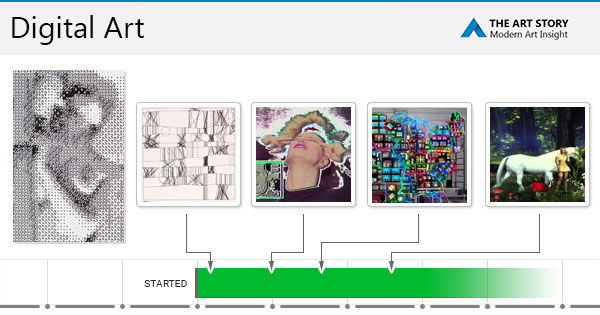 Digital Art
THE ART STORY
Modern Art Insight
STARTED